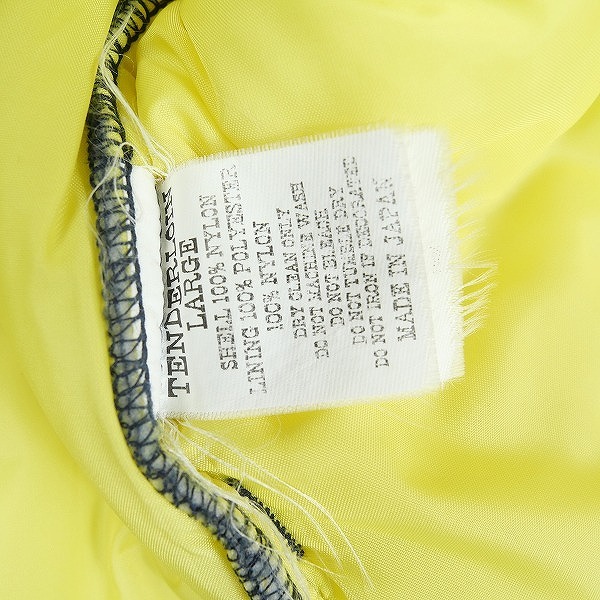 TENDERLOIN
LARGE
SHELL 100% NYLON
LINING 100% POLYESTER
100% NYLON
DRY CLEAN ONLY
DO NOT MACHINE WASH
DO NOT BLEACH
DO NOT TUMBLE DRY
DO NOT IRON IF DECORATED
MADE IN JAPAN